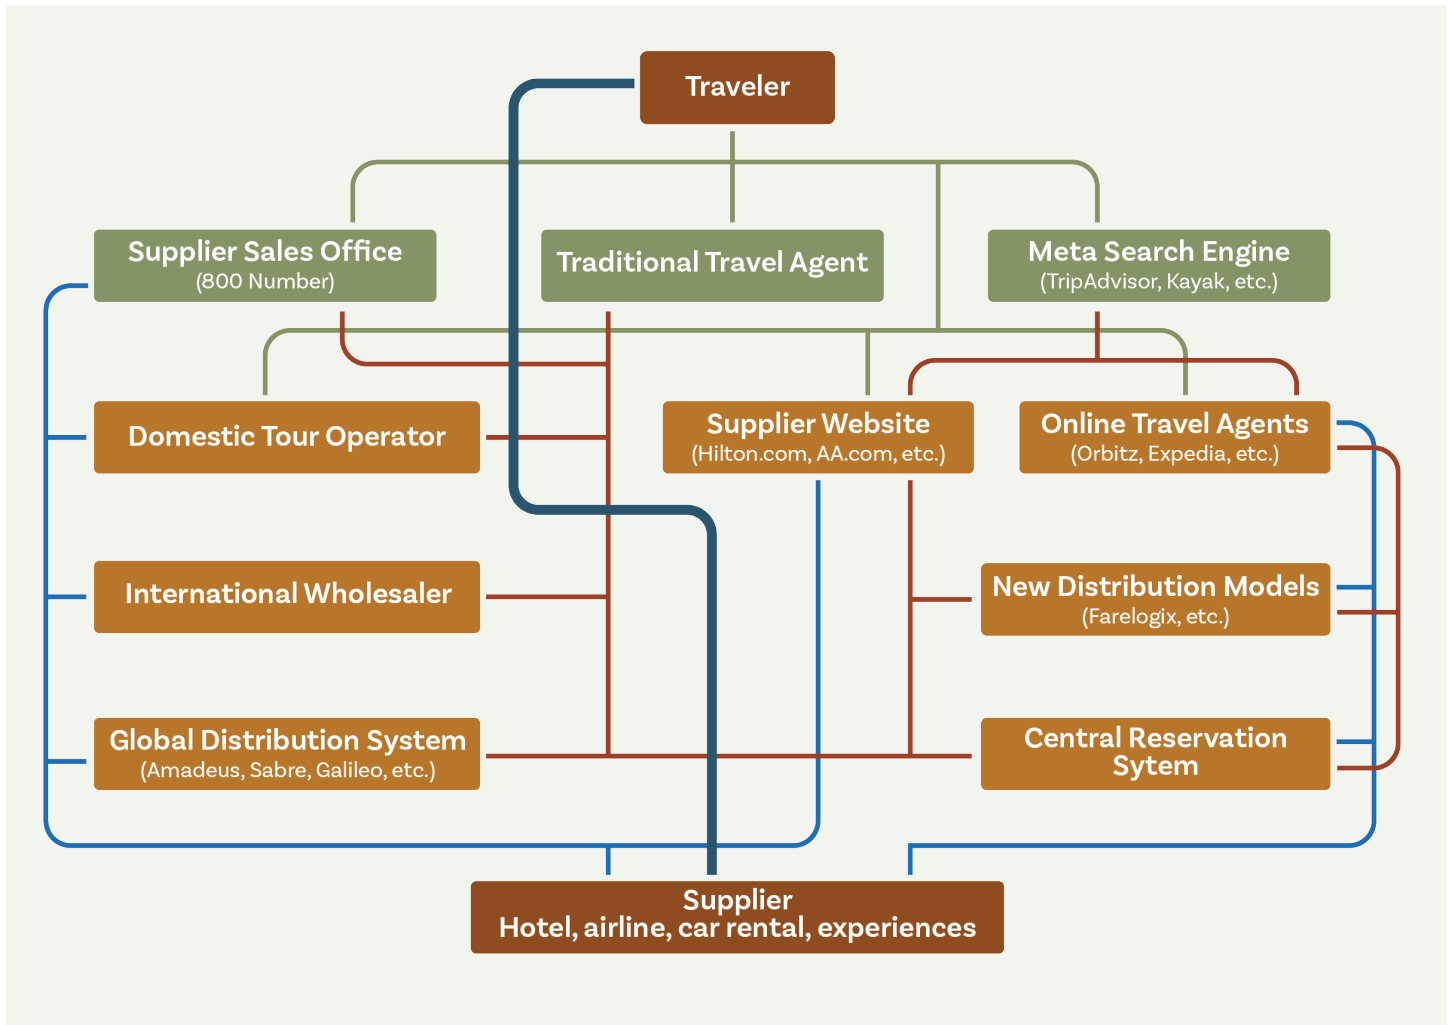 Traveler
Supplier Sales Office
(800 Number)
Traditional Travel Agent
Meta Search Engine
(TripAdvisor, Kayak, etc.)
Domestic Tour Operator
Supplier Website
(Hilton.com, AA.com, etc.)
Online Travel Agents
(Orbitz, Expedia, etc.)
International Wholesaler
New Distribution Models
(Farelogix, etc.)
Global Distribution System
(Amadeus, Sabre, Galileo, etc.)
Central Reservation
Sytem
Supplier
Hotel, airline, car rental, experiences